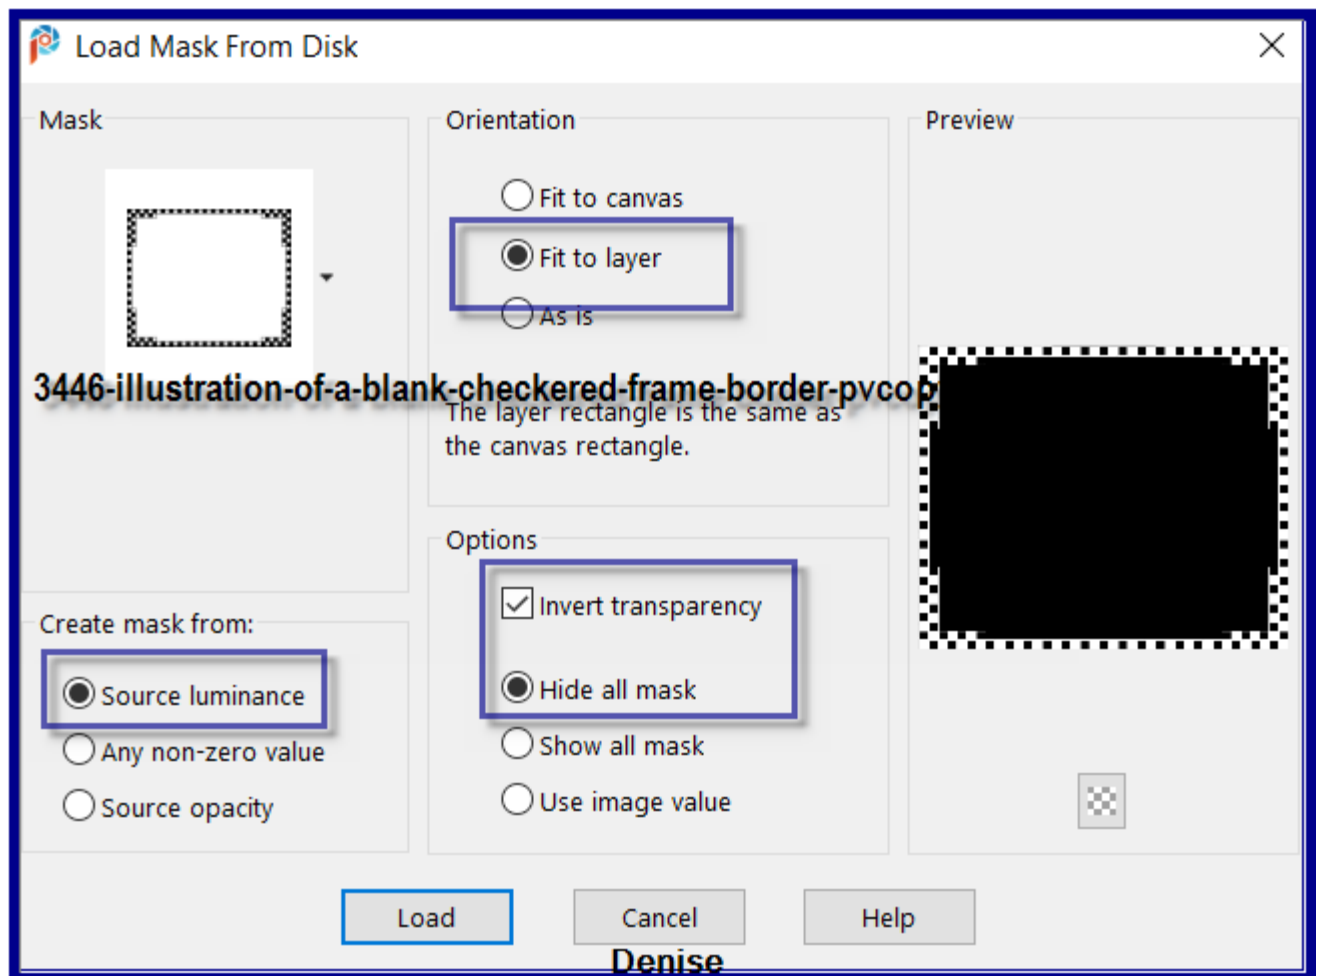 Load Mask From Disk
Mask
Orientation
Preview
Fit to canvas
Fit to layer
As is
3446-illustration-of-a-blank-checkered-frame-border-pvcop
The layer rectangle is the same as
the canvas rectangle.
Options
Invert transparency
Hide all mask
Show all mask
Use image value
Create mask from:
Source luminance
Any non-zero value
Source opacity
Load
Cancel
Help
Denise